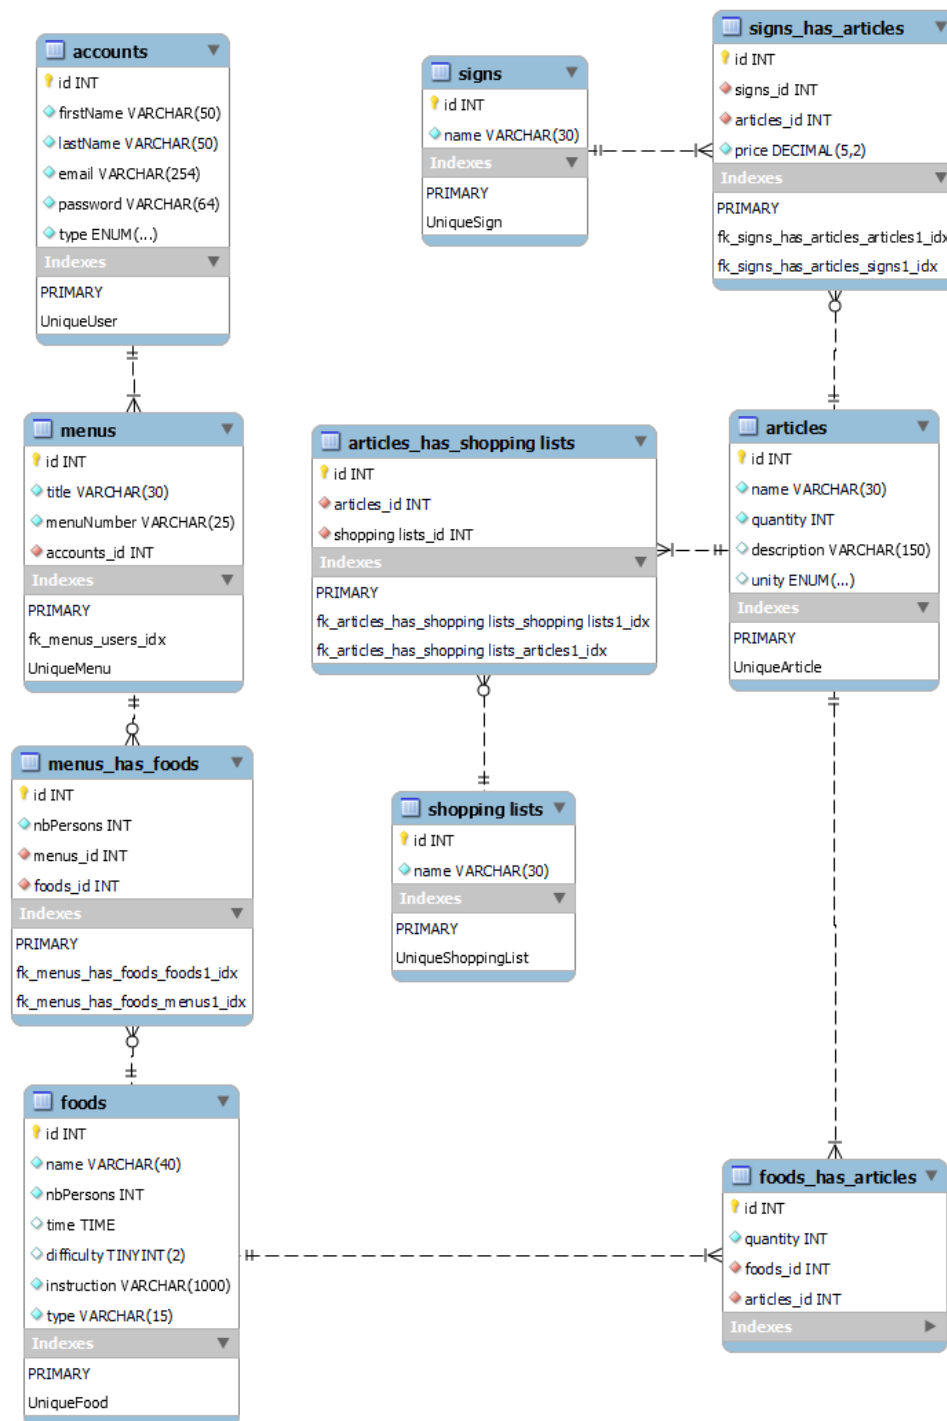 accounts
id INT
firstName VARCHAR(50)
lastName VARCHAR(50)
email VARCHAR(254)
password VARCHAR(64)
type ENUM(...)
Indexes
PRIMARY
UniqueUser
signs
id INT
name VARCHAR(30)
Indexes
PRIMARY
UniqueSign
signs_has_articles
id INT
signs_id INT
articles_id INT
price DECIMAL(5,2)
Indexes
PRIMARY
fk_signs_has_articles_articles1_idx
fk_signs_has_articles_signs1_idx
menus
id INT
title VARCHAR(30)
menuNumber VARCHAR(25)
accounts_id INT
Indexes
PRIMARY
fk_menus_users_idx
UniqueMenu
articles_has_shopping lists
id INT
articles_id INT
shopping lists_id INT
Indexes
PRIMARY
fk_articles_has_shopping lists_shopping lists1_idx
fk_articles_has_shopping lists_articles1_idx
articles
id INT
name VARCHAR(30)
quantity INT
description VARCHAR(150)
unity ENUM(...)
Indexes
PRIMARY
UniqueArticle
menus_has_foods
id INT
nbPersons INT
menus_id INT
foods_id INT
Indexes
PRIMARY
fk_menus_has_foods_foods1_idx
fk_menus_has_foods_menus1_idx
shopping lists
id INT
name VARCHAR(30)
Indexes
PRIMARY
UniqueShoppingList
foods
id INT
name VARCHAR(40)
nbPersons INT
time TIME
difficulty TINYINT(2)
instruction VARCHAR(1000)
type VARCHAR(15)
Indexes
PRIMARY
UniqueFood
foods_has_articles
id INT
quantity INT
foods_id INT
articles_id INT
Indexes